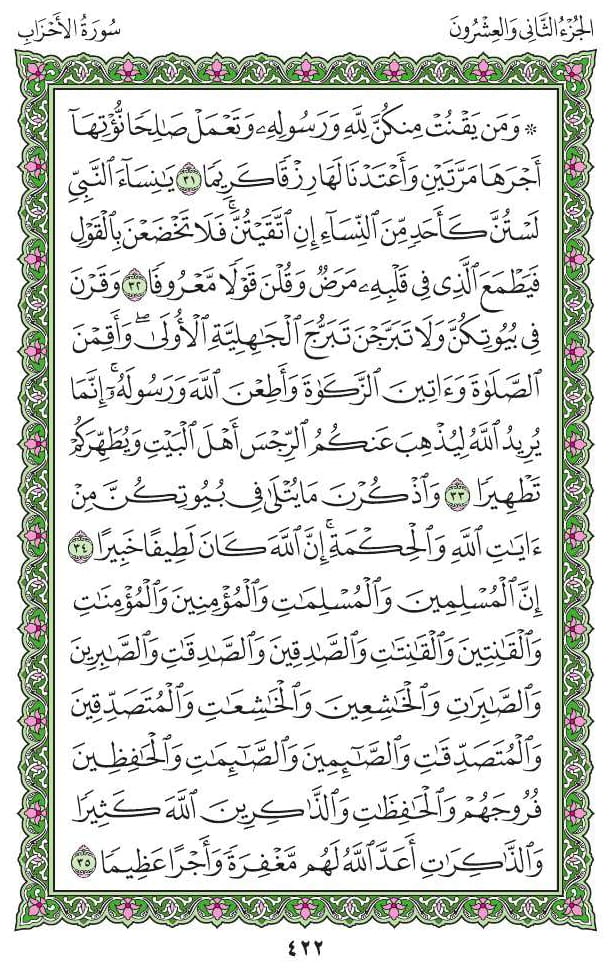 الجُزْءُ الثَّانِي وَالعِشْرُونَ
سُورَةُ الأَحْزَابِ
۞ وَمَن يَقْنُتْ مِنكُنَّ لِلَّهِ وَرَسُولِهِۦ وَتَعْمَلْ صَٰلِحًا نُّؤْتِهَآ
أَجْرَهَا مَرَّتَيْنِ وَأَعْتَدْنَا لَهَا رِزْقًا كَرِيمًا ٣١ يَٰنِسَآءَ ٱلنَّبِيِّ
لَسْتُنَّ كَأَحَدٍ مِّنَ ٱلنِّسَآءِ إِنِ ٱتَّقَيْتُنَّۚ فَلَا تَخْضَعْنَ بِٱلْقَوْلِ
فَيَطْمَعَ ٱلَّذِي فِي قَلْبِهِۦ مَرَضٌ وَقُلْنَ قَوْلًا مَّعْرُوفًا ٣٢ وَقَرْنَ
فِي بُيُوتِكُنَّ وَلَا تَبَرَّجْنَ تَبَرُّجَ ٱلْجَٰهِلِيَّةِ ٱلْأُولَىٰۖ وَأَقِمْنَ
ٱلصَّلَوٰةَ وَءَاتِينَ ٱلزَّكَوٰةَ وَأَطِعْنَ ٱللَّهَ وَرَسُولَهُۥٓۚ إِنَّمَا
يُرِيدُ ٱللَّهُ لِيُذْهِبَ عَنكُمُ ٱلرِّجْسَ أَهْلَ ٱلْبَيْتِ وَيُطَهِّرَكُمْ
تَطْهِيرًا ٣٣ وَٱذْكُرْنَ مَا يُتْلَىٰ فِي بُيُوتِكُنَّ مِنْ
ءَايَٰتِ ٱللَّهِ وَٱلْحِكْمَةِۚ إِنَّ ٱللَّهَ كَانَ لَطِيفًا خَبِيرًا ٣٤
إِنَّ ٱلْمُسْلِمِينَ وَٱلْمُسْلِمَٰتِ وَٱلْمُؤْمِنِينَ وَٱلْمُؤْمِنَٰتِ
وَٱلْقَٰنِتِينَ وَٱلْقَٰنِتَٰتِ وَٱلصَّٰدِقِينَ وَٱلصَّٰدِقَٰتِ وَٱلصَّٰبِرِينَ
وَٱلصَّٰبِرَٰتِ وَٱلْخَٰشِعِينَ وَٱلْخَٰشِعَٰتِ وَٱلْمُتَصَدِّقِينَ
وَٱلْمُتَصَدِّقَٰتِ وَٱلصَّٰٓئِمِينَ وَٱلصَّٰٓئِمَٰتِ وَٱلْحَٰفِظِينَ
فُرُوجَهُمْ وَٱلْحَٰفِظَٰتِ وَٱلذَّٰكِرِينَ ٱللَّهَ كَثِيرًا
وَٱلذَّٰكِرَٰتِ أَعَدَّ ٱللَّهُ لَهُم مَّغْفِرَةً وَأَجْرًا عَظِيمًا ٣٥
٤٢٢